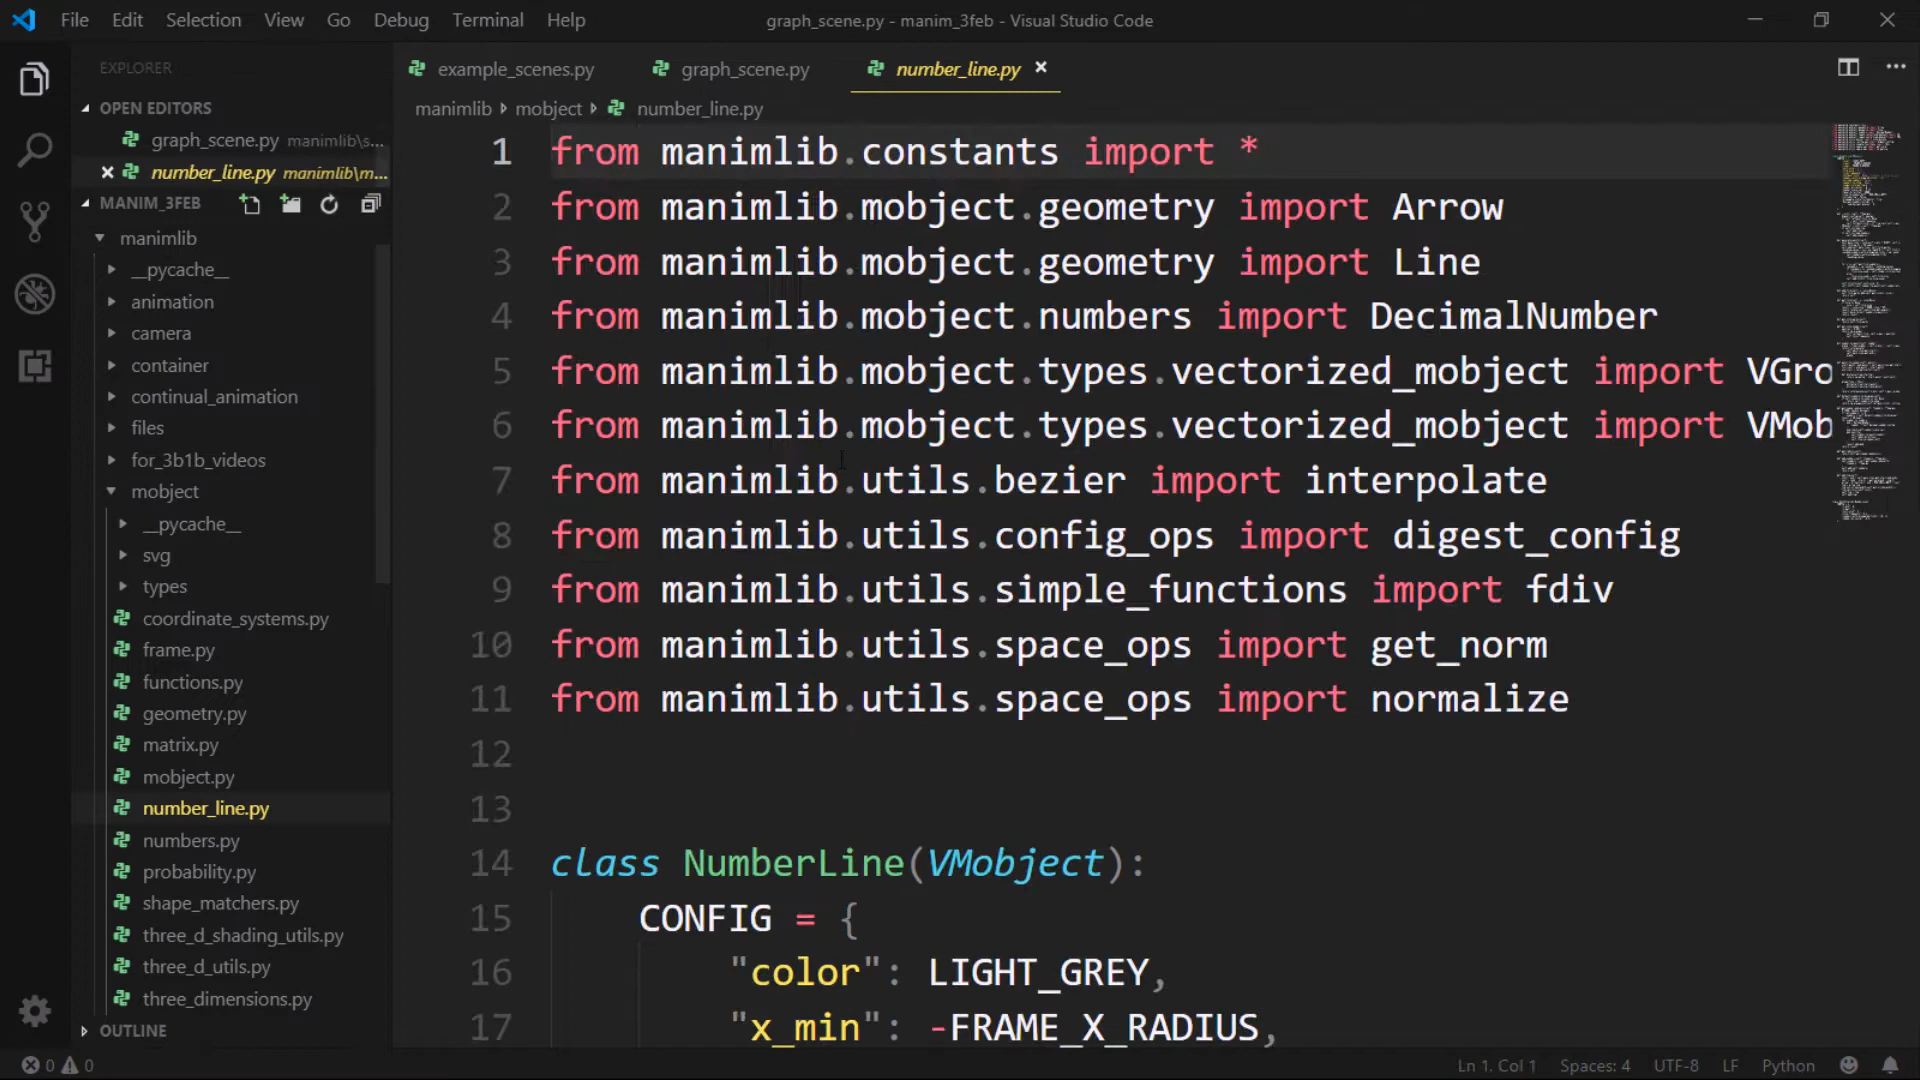 File Edit Selection View Go Debug Terminal Help
graph_scene.py - manim_3feb - Visual Studio Code
EXPLORER
OPEN EDITORS
graph_scene.py manimlib\s...
number_line.py manimlib\m...
MANIM_3FEB
manimlib
__pycache__
animation
camera
container
continual_animation
files
for_3b1b_videos
mobject
__pycache__
svg
types
coordinate_systems.py
frame.py
functions.py
geometry.py
matrix.py
mobject.py
number_line.py
numbers.py
probability.py
shape_matchers.py
three_d_shading_utils.py
three_d_utils.py
three_dimensions.py
OUTLINE
example_scenes.py graph_scene.py number_line.py
manimlib mobject number_line.py
1 from manimlib.constants import *
2 from manimlib.mobject.geometry import Arrow
3 from manimlib.mobject.geometry import Line
4 from manimlib.mobject.numbers import DecimalNumber
5 from manimlib.mobject.types.vectorized_mobject import VGro
6 from manimlib.mobject.types.vectorized_mobject import VMob
7 from manimlib.utils.bezier import interpolate
8 from manimlib.utils.config_ops import digest_config
9 from manimlib.utils.simple_functions import fdiv
10 from manimlib.utils.space_ops import get_norm
11 from manimlib.utils.space_ops import normalize
12
13
14 class NumberLine(VMobject):
15 CONFIG = {
16 "color": LIGHT_GREY,
17 "x_min": -FRAME_X_RADIUS,
0 0
Ln 1, Col 1 Spaces: 4 UTF-8 LF Python